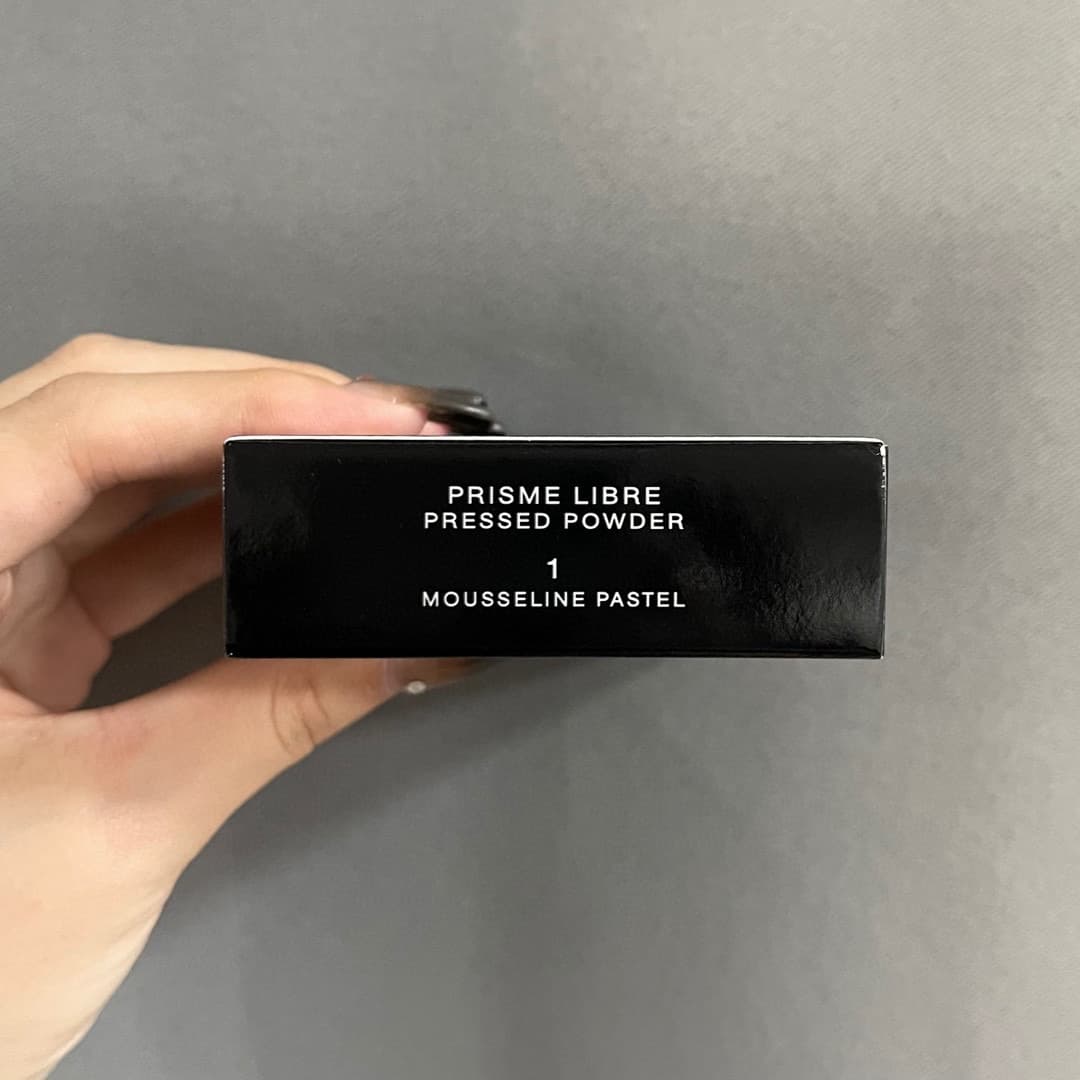 PRISME LIBRE
PRESSED POWDER
1
MOUSSELINE PASTEL